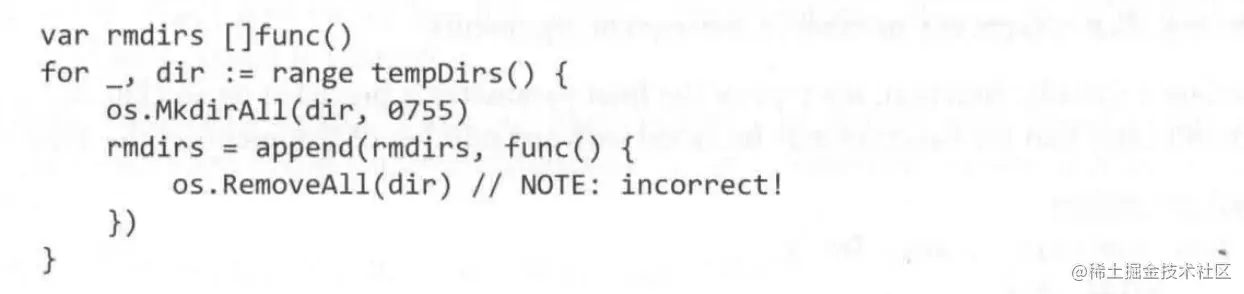 var rmdirs []func()
for _, dir := range tempDirs() {
    os.MkdirAll(dir, 0755)
    rmdirs = append(rmdirs, func() {
        os.RemoveAll(dir) // NOTE: incorrect!
    })
}
@稀土掘金技术社区